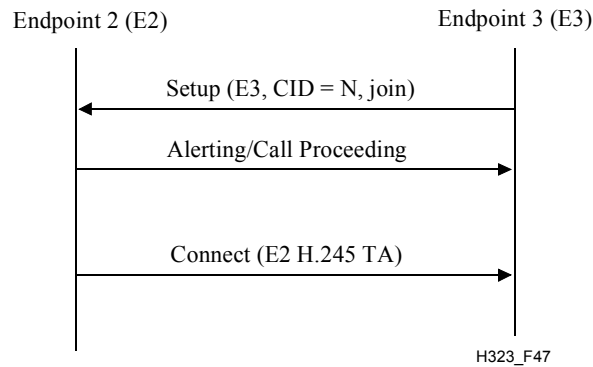 Endpoint 2 (E2)
Endpoint 3 (E3)
Setup (E3, CID = N, join)
Alerting/Call Proceeding
Connect (E2 H.245 TA)
H323_F47